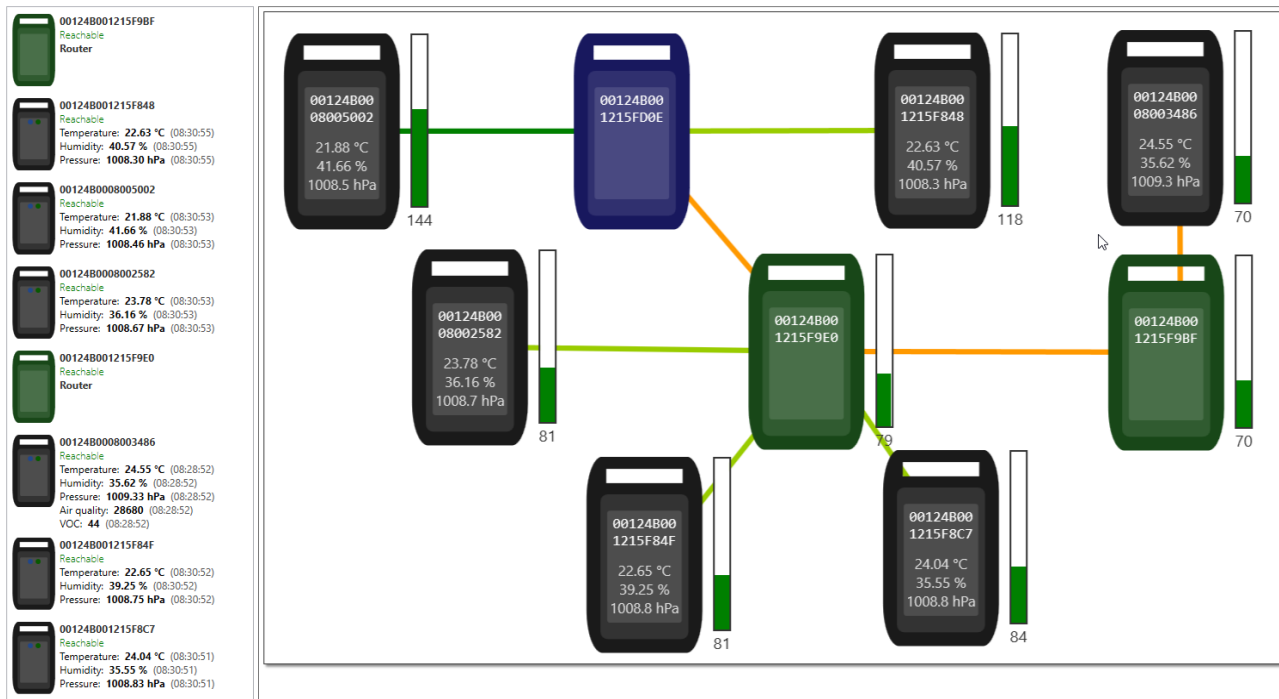 00124B001215F9BF
Reachable
Router
00124B001215F848
Reachable
Temperature: 22.63 °C (08:30:55)
Humidity: 40.57 % (08:30:55)
Pressure: 1008.30 hPa (08:30:55)
00124B0008005002
Reachable
Temperature: 21.88 °C (08:30:53)
Humidity: 41.66 % (08:30:53)
Pressure: 1008.46 hPa (08:30:53)
00124B0008002582
Reachable
Temperature: 23.78 °C (08:30:53)
Humidity: 36.16 % (08:30:53)
Pressure: 1008.67 hPa (08:30:53)
00124B001215F9E0
Reachable
Router
00124B0008003486
Reachable
Temperature: 24.55 °C (08:28:52)
Humidity: 35.62 % (08:28:52)
Pressure: 1009.33 hPa (08:28:52)
Air quality: 28680 (08:28:52)
VOC: 44 (08:28:52)
00124B001215F84F
Reachable
Temperature: 22.65 °C (08:30:52)
Humidity: 39.25 % (08:30:52)
Pressure: 1008.75 hPa (08:30:52)
00124B001215F8C7
Reachable
Temperature: 24.04 °C (08:30:51)
Humidity: 35.55 % (08:30:51)
Pressure: 1008.83 hPa (08:30:51)
00124B00
08005002
21.88 °C
41.66 %
1008.5 hPa
144
00124B00
1215FD0E
00124B00
1215F848
22.63 °C
40.57 %
1008.3 hPa
118
00124B00
08003486
24.55 °C
35.62 %
1009.3 hPa
70
00124B00
08002582
23.78 °C
36.16 %
1008.7 hPa
81
00124B00
1215F9E0
79
00124B00
1215F9BF
70
00124B00
1215F84F
22.65 °C
39.25 %
1008.8 hPa
81
00124B00
1215F8C7
24.04 °C
35.55 %
1008.8 hPa
84